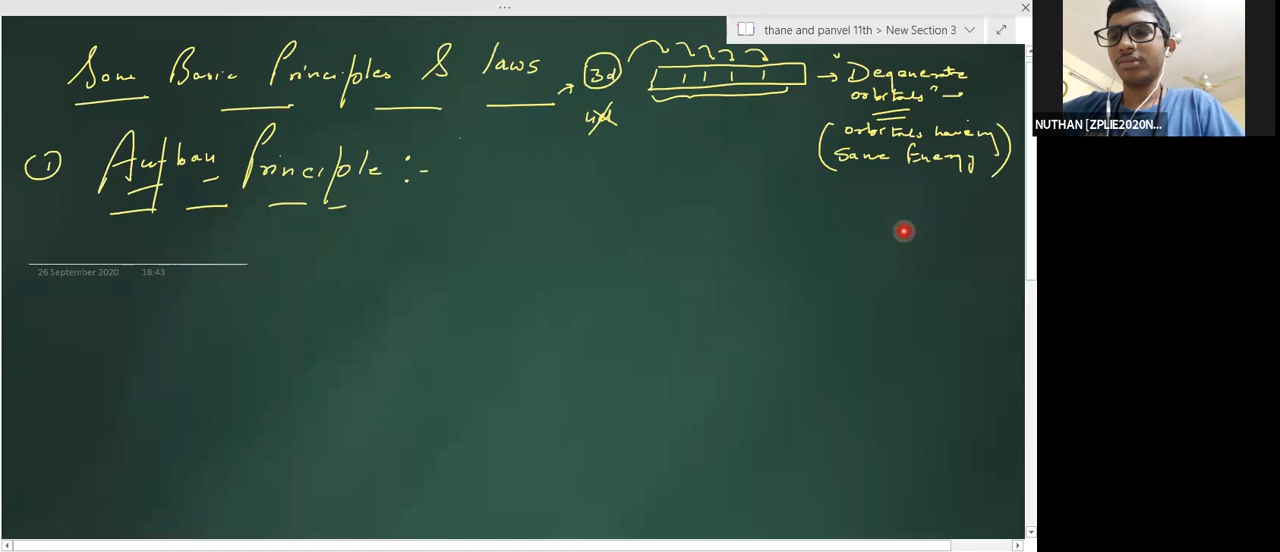 thane and panvel 11th > New Section 3
Some Basic Principles & laws
3d
4d
"Degenerate
orbitals"
(orbitals having
Same Energy)
① Aufbau Principle :-
26 September 2020 18:43
NUTHAN [ZPLIE2020N...